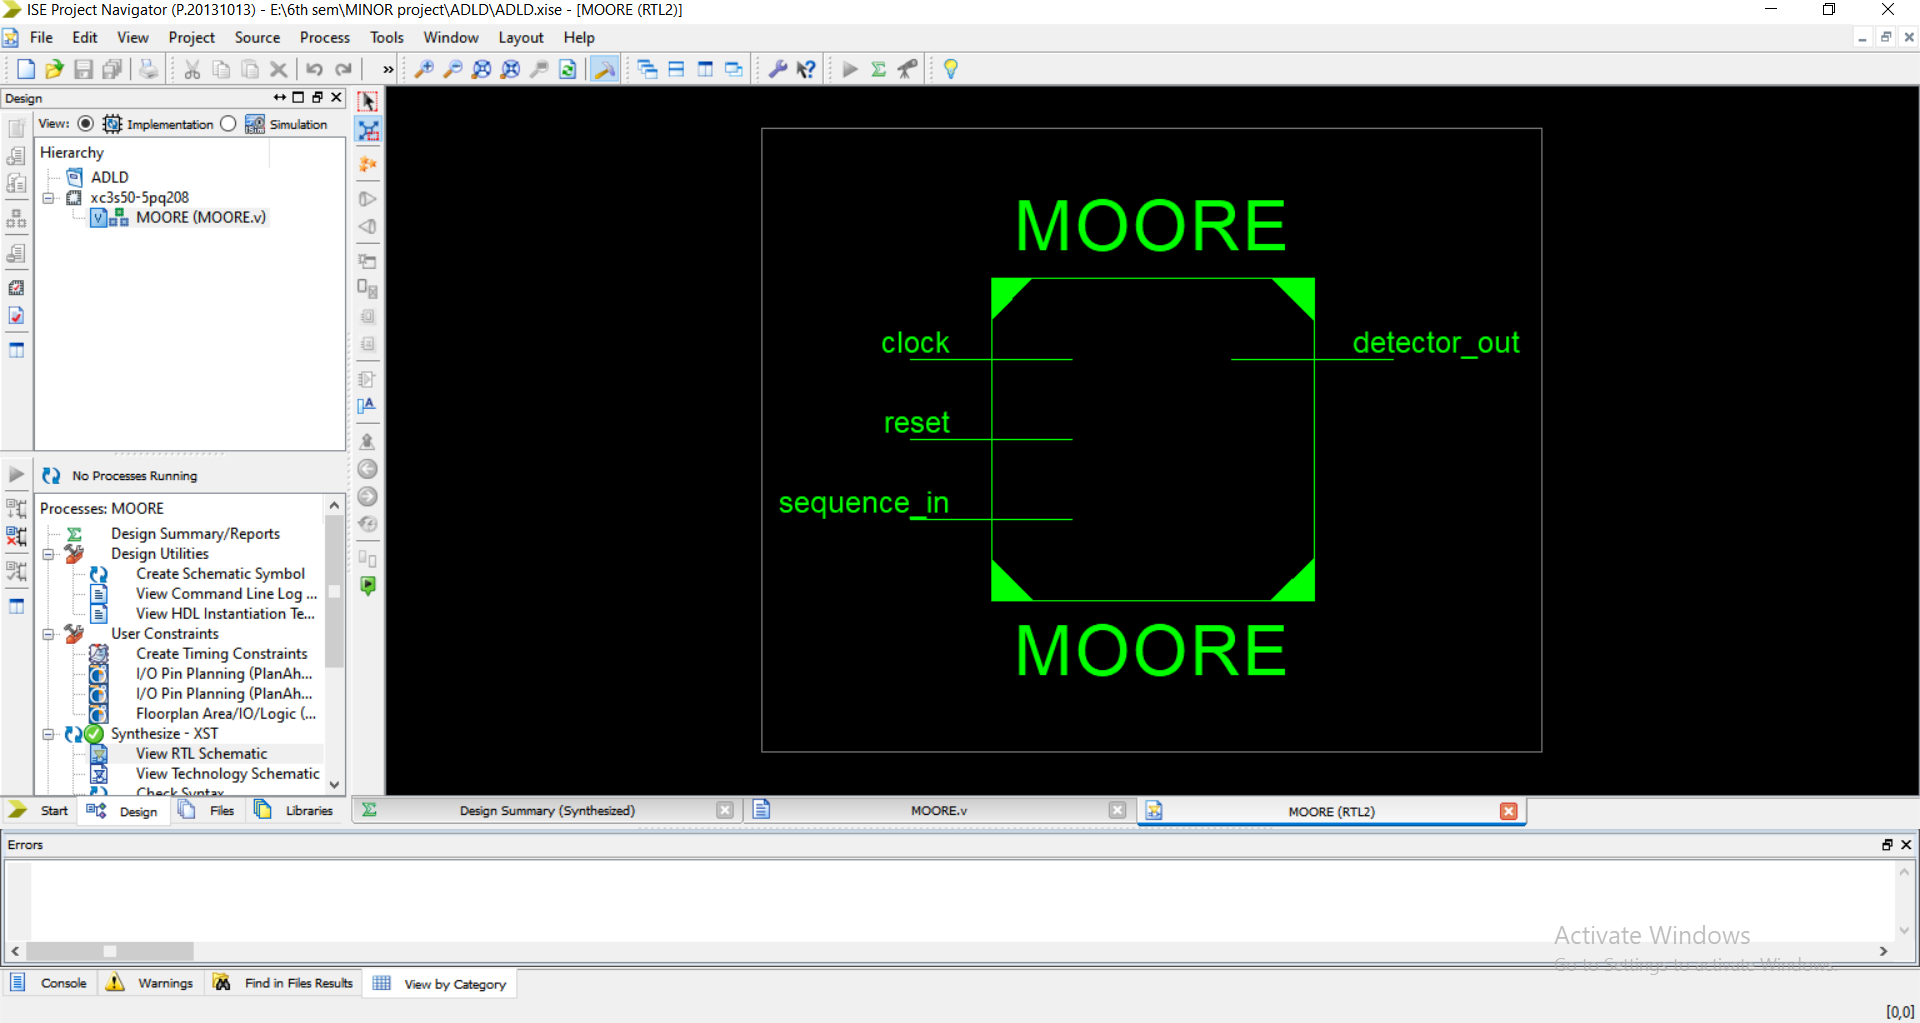 ISE Project Navigator (P.20131013) - E:\6th sem\MINOR project\ADLD\ADLD.xise - [MOORE (RTL2)]
File Edit View Project Source Process Tools Window Layout Help
Design
View: Implementation Simulation
Hierarchy
ADLD
xc3s50-5pq208
MOORE (MOORE.v)
No Processes Running
Processes: MOORE
Design Summary/Reports
Design Utilities
Create Schematic Symbol
View Command Line Log ...
View HDL Instantiation Te...
User Constraints
Create Timing Constraints
I/O Pin Planning (PlanAh...
I/O Pin Planning (PlanAh...
Floorplan Area/IO/Logic (...
Synthesize - XST
View RTL Schematic
View Technology Schematic
Check Syntax
Start Design Files Libraries
MOORE
clock
detector_out
reset
sequence_in
MOORE
Design Summary (Synthesized) MOORE.v MOORE (RTL2)
Errors
Activate Windows
Go to Settings to activate Windows.
Console Warnings Find in Files Results View by Category
[0,0]